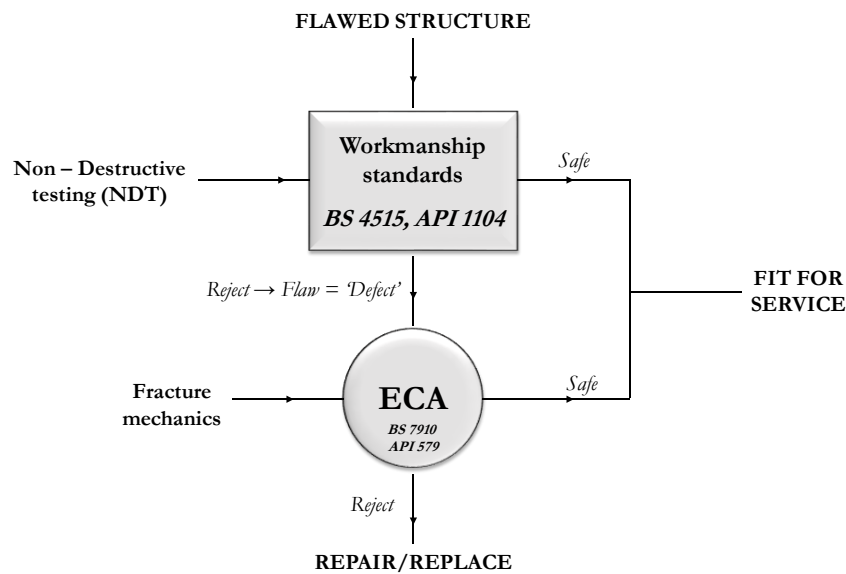 FLAWED STRUCTURE
Workmanship
standards
BS 4515, API 1104
Non – Destructive
testing (NDT)
Safe
Reject → Flaw = ‘Defect’
FIT FOR
SERVICE
Fracture
mechanics
ECA
BS 7910
API 579
Safe
Reject
REPAIR/REPLACE